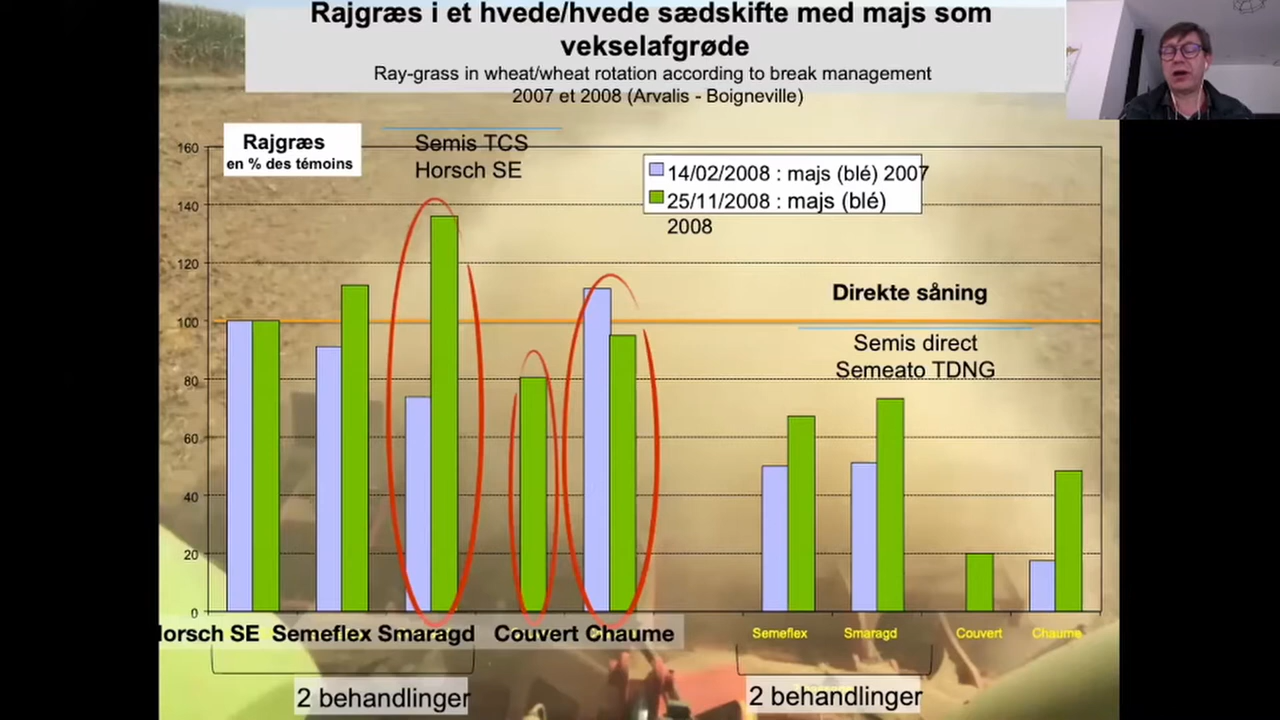 Rajgræs i et hvede/hvede sædskifte med majs som
vekselafgrøde
Ray-grass in wheat/wheat rotation according to break management
2007 et 2008 (Arvalis - Boigneville)
Rajgræs
en % des témoins
Semis TCS
Horsch SE
14/02/2008 : majs (blé) 2007
25/11/2008 : majs (blé)
2008
Direkte såning
Semis direct
Semeato TDNG
160
140
120
100
80
60
40
20
0
Horsch SE Semeflex Smaragd Couvert Chaume
Semeflex Smaragd Couvert Chaume
2 behandlinger
2 behandlinger